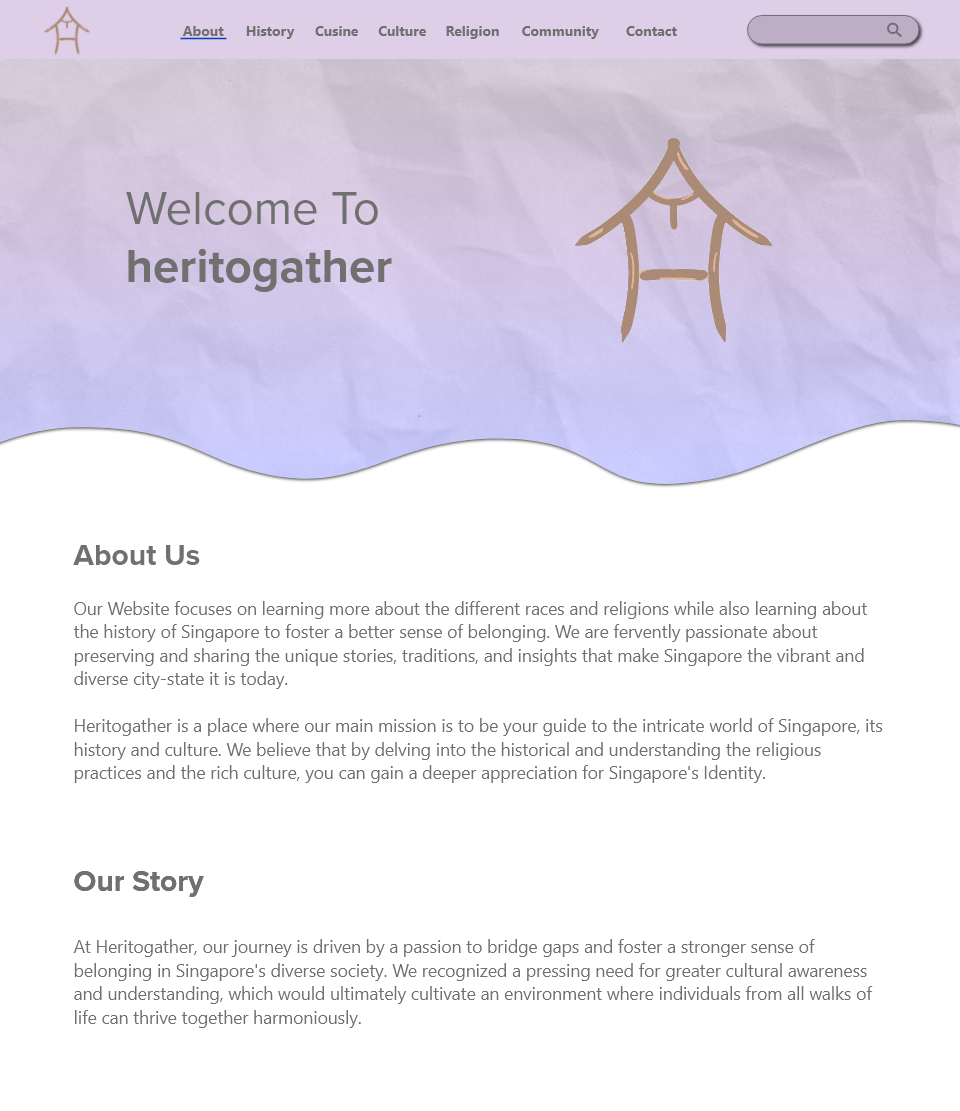 About History Cusine Culture Religion Community Contact
Welcome To
heritogather
About Us
Our Website focuses on learning more about the different races and religions while also learning about
the history of Singapore to foster a better sense of belonging. We are fervently passionate about
preserving and sharing the unique stories, traditions, and insights that make Singapore the vibrant and
diverse city-state it is today.
Heritogather is a place where our main mission is to be your guide to the intricate world of Singapore, its
history and culture. We believe that by delving into the historical and understanding the religious
practices and the rich culture, you can gain a deeper appreciation for Singapore's Identity.
Our Story
At Heritogather, our journey is driven by a passion to bridge gaps and foster a stronger sense of
belonging in Singapore's diverse society. We recognized a pressing need for greater cultural awareness
and understanding, which would ultimately cultivate an environment where individuals from all walks of
life can thrive together harmoniously.